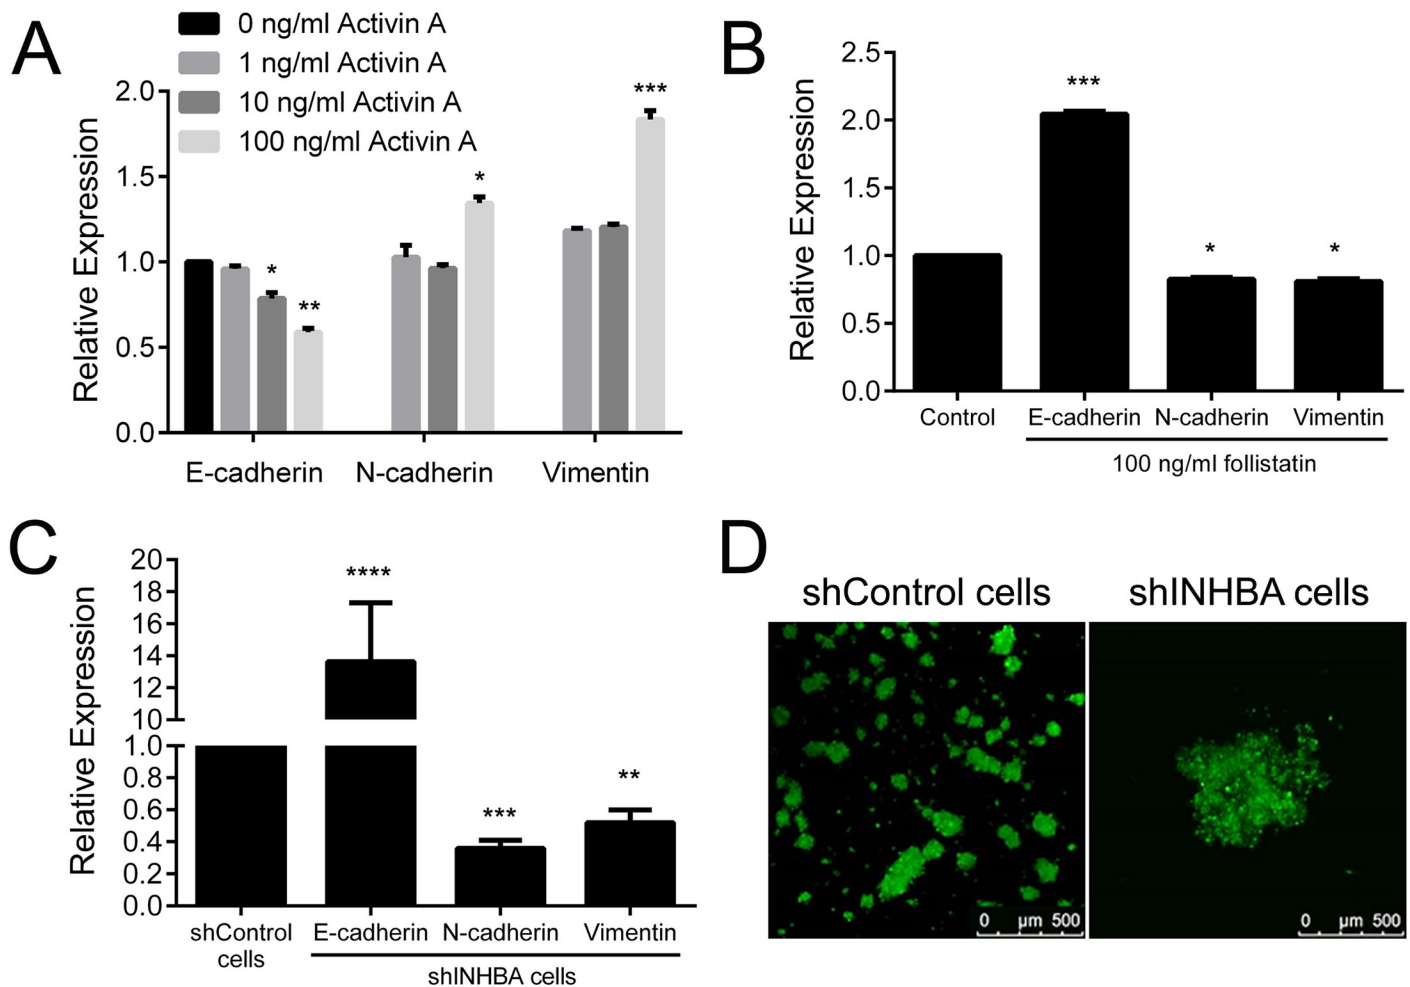 A
0 ng/ml Activin A
1 ng/ml Activin A
10 ng/ml Activin A
100 ng/ml Activin A
Relative Expression
2.0
1.5
1.0
0.5
0.0
*
**
*
***
E-cadherin N-cadherin Vimentin
B
Relative Expression
2.5
2.0
1.5
1.0
0.5
0.0
***
*
*
Control E-cadherin N-cadherin Vimentin
100 ng/ml follistatin
C
Relative Expression Relative Expression
20
18
16
14
12
10
1.0
0.8
0.6
0.4
0.2
0.0
****
***
**
shControl E-cadherin N-cadherin Vimentin
cells
shINHBA cells
D
shControl cells shINHBA cells
0 µm 500
0 µm 500